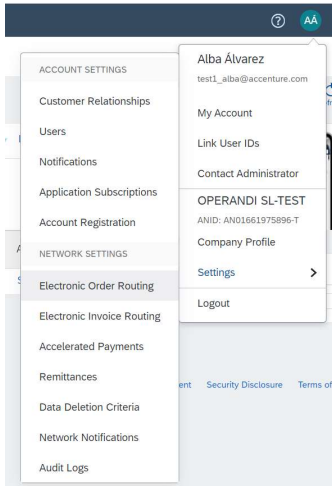 AÁ
ACCOUNT SETTINGS
Customer Relationships
Users
Notifications
Application Subscriptions
Account Registration
NETWORK SETTINGS
Electronic Order Routing
Electronic Invoice Routing
Accelerated Payments
Remittances
Data Deletion Criteria
Network Notifications
Audit Logs
Alba Álvarez
test1_alba@accenture.com
My Account
Link User IDs
Contact Administrator
OPERANDI SL-TEST
ANID: AN01661975896-T
Company Profile
Settings
Logout
Security Disclosure Terms of